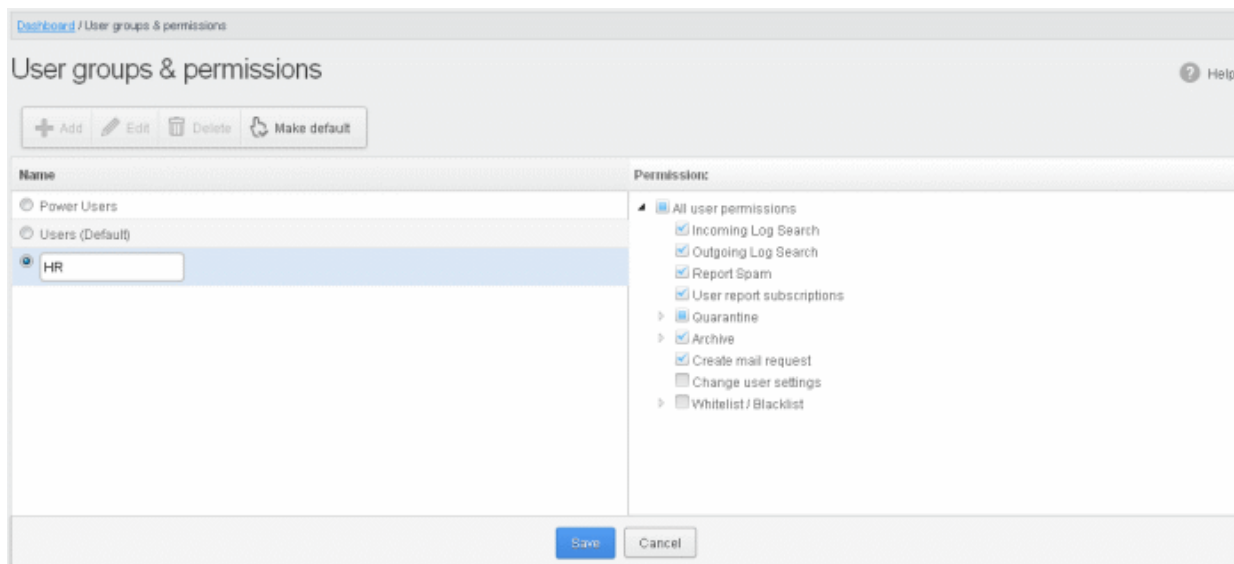 Dashboard / User groups & permissions
User groups & permissions
Help
Add Edit Delete Make default
Name
Permission:
Power Users
Users (Default)
HR
All user permissions
Incoming Log Search
Outgoing Log Search
Report Spam
User report subscriptions
Quarantine
Archive
Create mail request
Change user settings
Whitelist / Blacklist
Save Cancel